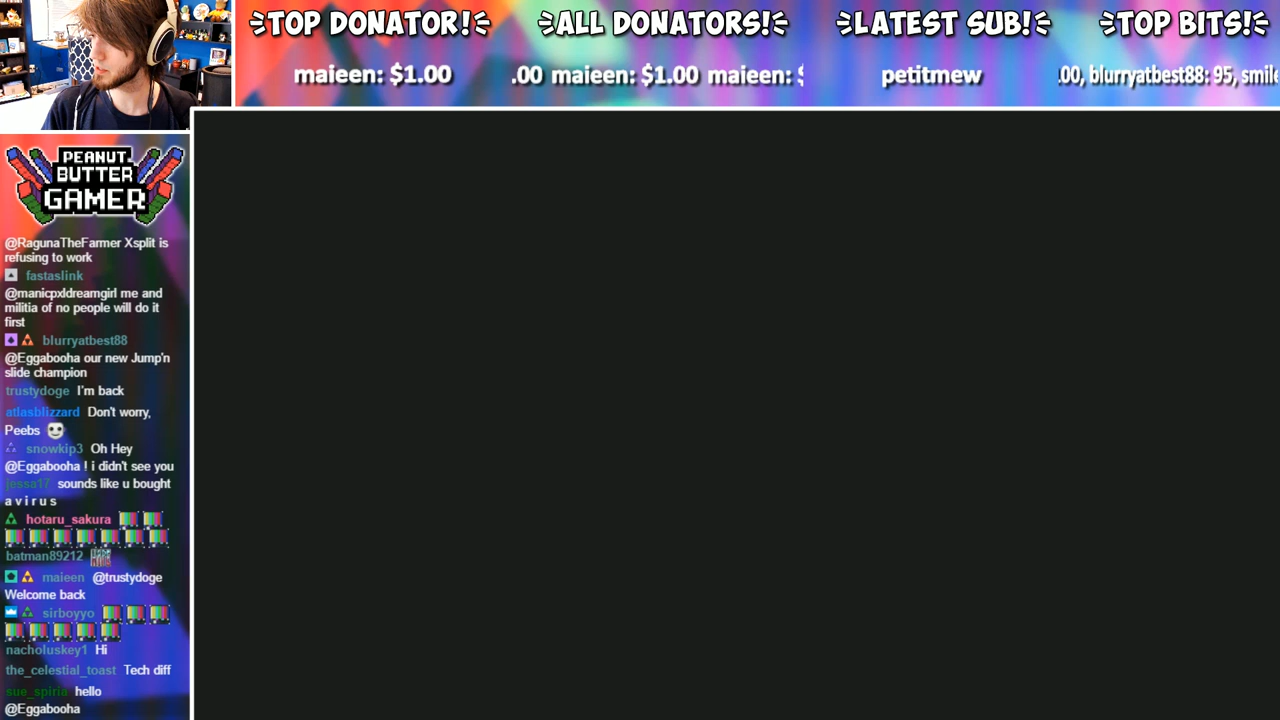 TOP DONATOR!
ALL DONATORS!
LATEST SUB!
TOP BITS!
maieen: $1.00
.00 maieen: $1.00 maieen: $
petitmew
.00, blurryatbest88: 95, smile
PEANUT
BUTTER
GAMER
@RagunaTheFarmer Xsplit is
refusing to work
fastaslink
@manicpxldreamgirl me and
militia of no people will do it
first
blurryatbest88
@Eggabooha our new Jump'n
slide champion
trustydoge I'm back
atlasblizzard Don't worry,
Peebs
snowkip3 Oh Hey
@Eggabooha ! i didn't see you
jessa17 sounds like u bought
a v i r u s
hotaru_sakura
batman89212
maieen @trustydoge
Welcome back
sirboyyo
nacholuskey1 Hi
the_celestial_toast Tech diff
sue_spiria hello
@Eggabooha